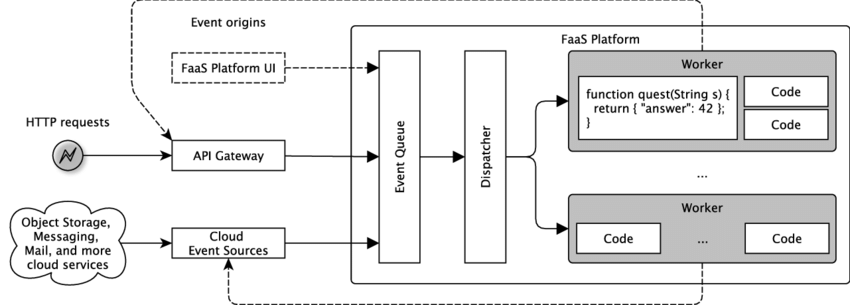 Event origins
FaaS Platform
FaaS Platform UI
Worker
function quest(String s) {
return { "answer": 42 };
}
Code
Code
HTTP requests
API Gateway
Event Queue
Dispatcher
...
Object Storage,
Messaging,
Mail, and more
cloud services
Cloud
Event Sources
Worker
Code
...
Code